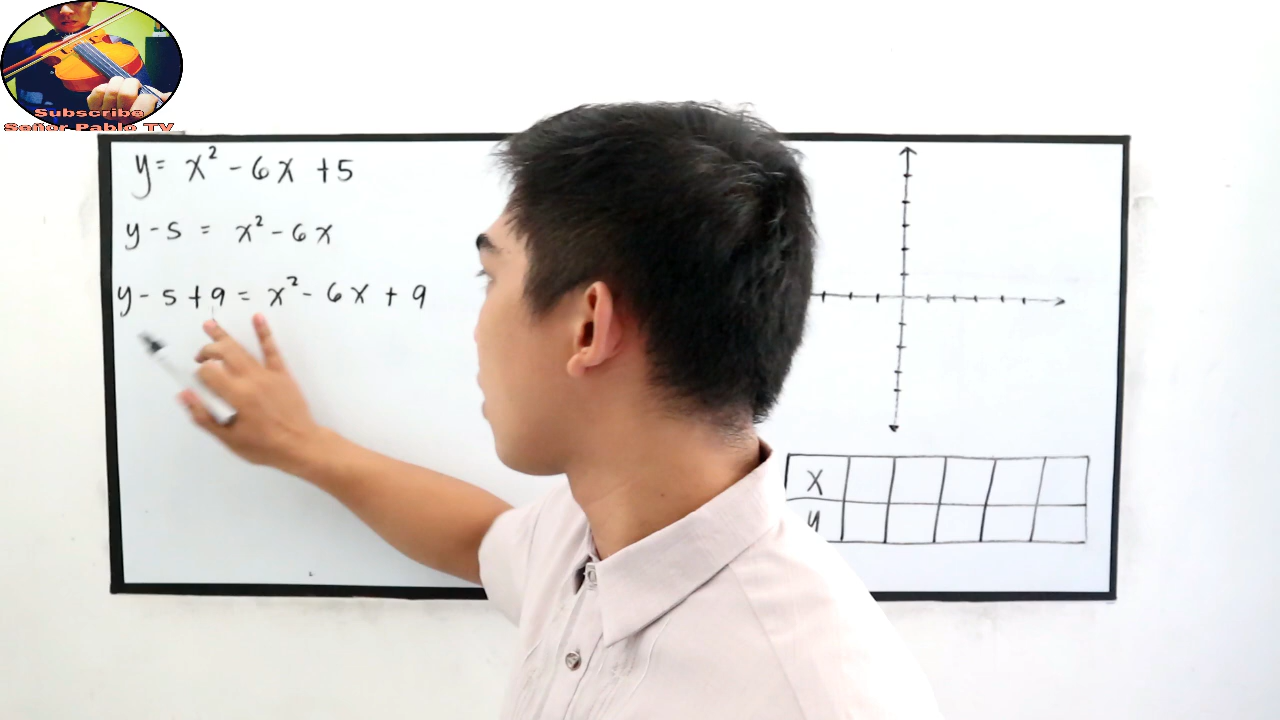 Subscribe
Señor Pablo TV
y = x² - 6x + 5
y - 5 = x² - 6x
y - 5 + 9 = x² - 6x + 9
x
y